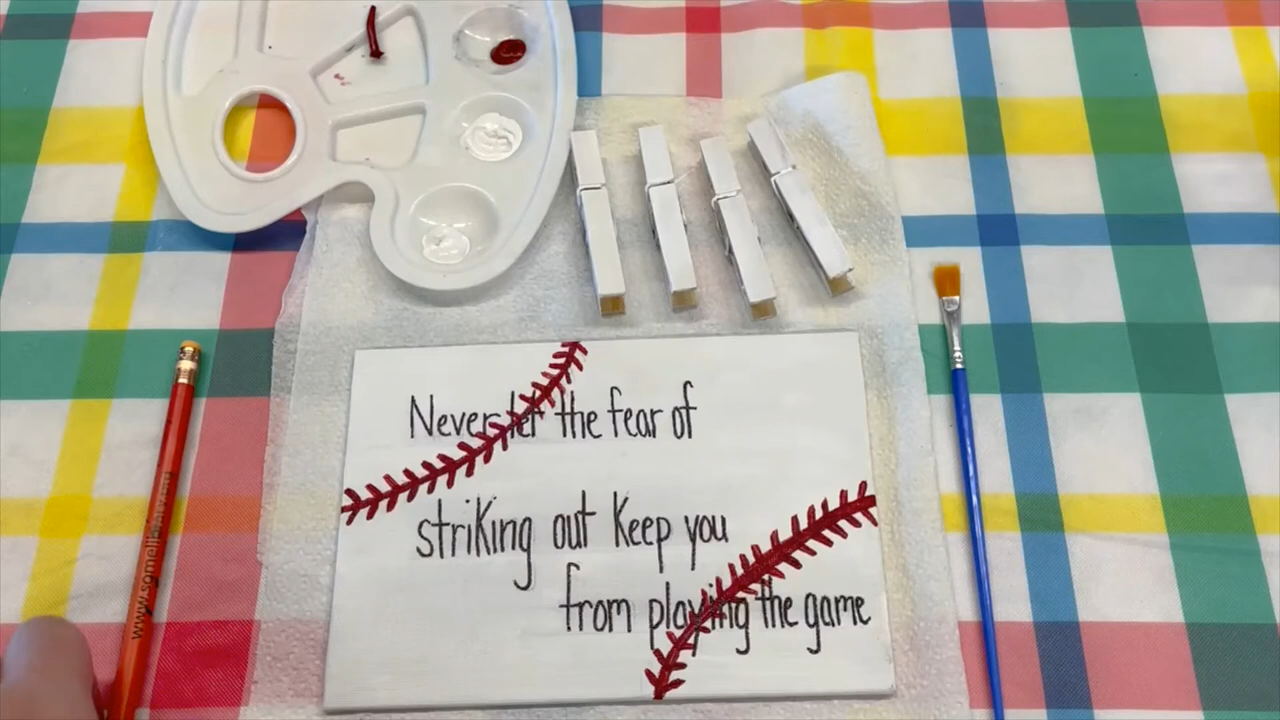 Never let the fear of
striking out keep you
from playing the game